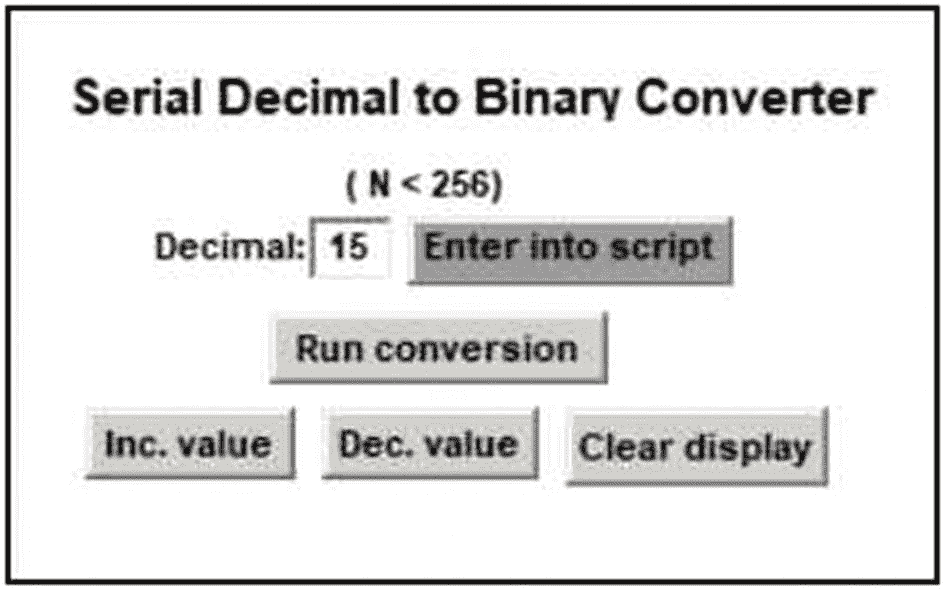 Serial Decimal to Binary Converter
( N < 256)
Decimal: 15 Enter into script
Run conversion
Inc. value Dec. value Clear display